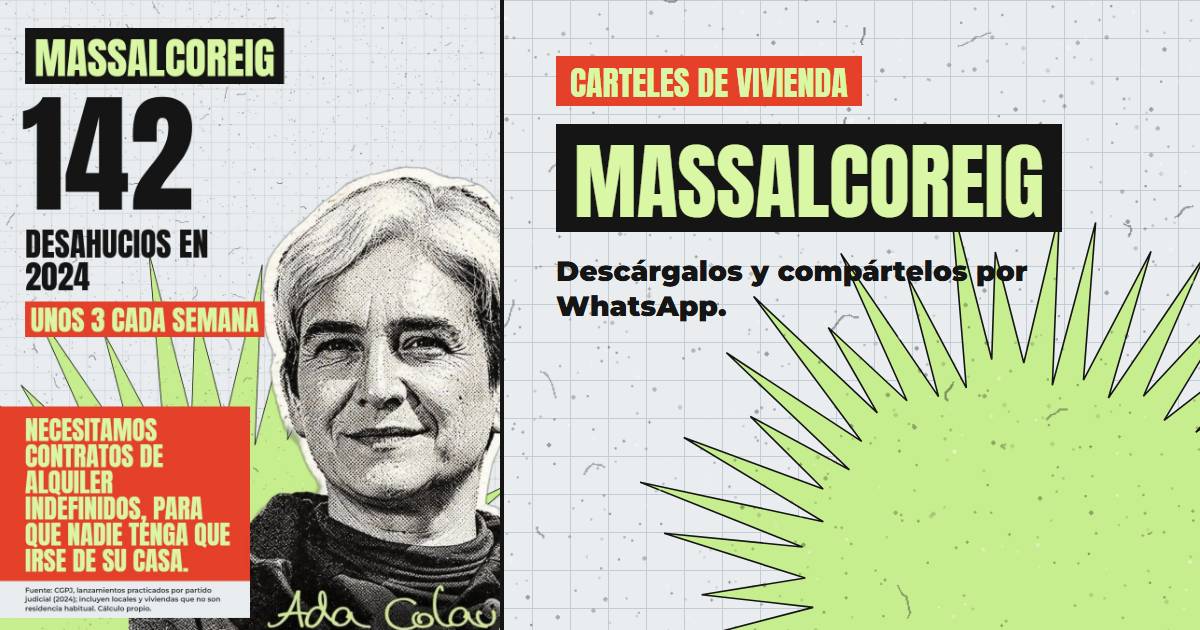 MASSALCOREIG
142
DESAHUCIOS EN
2024
UNOS 3 CADA SEMANA
NECESITAMOS
CONTRATOS DE
ALQUILER
INDEFINIDOS, PARA
QUE NADIE TENGA QUE
IRSE DE SU CASA.
Fuente: CGPJ, lanzamientos practicados por partido
judicial (2024); incluyen locales y viviendas que no son
residencia habitual. Cálculo propio.
Ada Colau
CARTELES DE VIVIENDA
MASSALCOREIG
Descárgalos y compártelos por
WhatsApp.